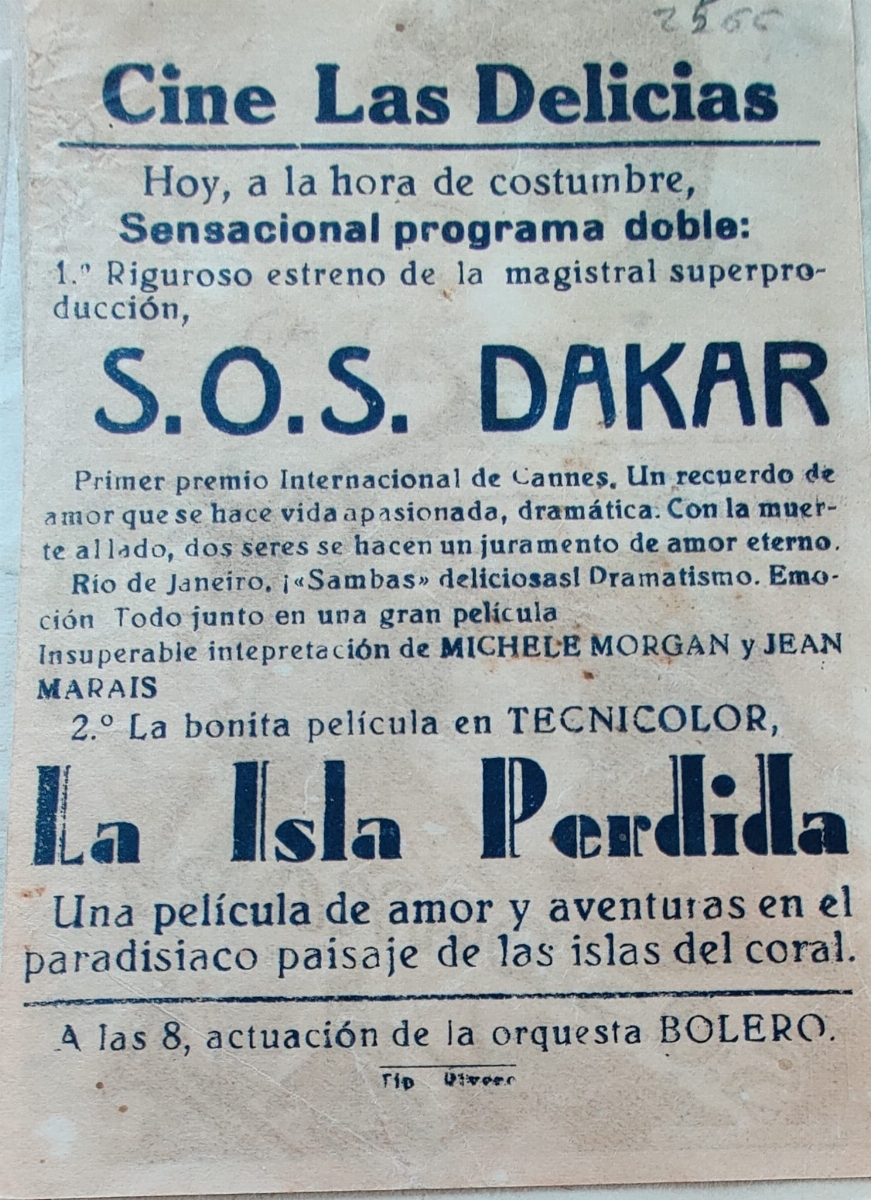 Cine Las Delicias
Hoy, a la hora de costumbre,
Sensacional programa doble:
1.º Riguroso estreno de la magistral superpro-
ducción,
S.O.S. DAKAR
Primer premio Internacional de Cannes. Un recuerdo de
amor que se hace vida apasionada, dramática. Con la muer-
te al lado, dos seres se hacen un juramento de amor eterno.
Río de Janeiro, ¡«Sambas» deliciosas! Dramatismo. Emo-
ción Todo junto en una gran película
Insuperable intepretación de MICHELE MORGAN y JEAN
MARAIS
2.º La bonita película en TECNICOLOR,
La Isla Perdida
Una película de amor y aventuras en el
paradisiaco paisaje de las islas del coral.
A las 8, actuación de la orquesta BOLERO.
Tip